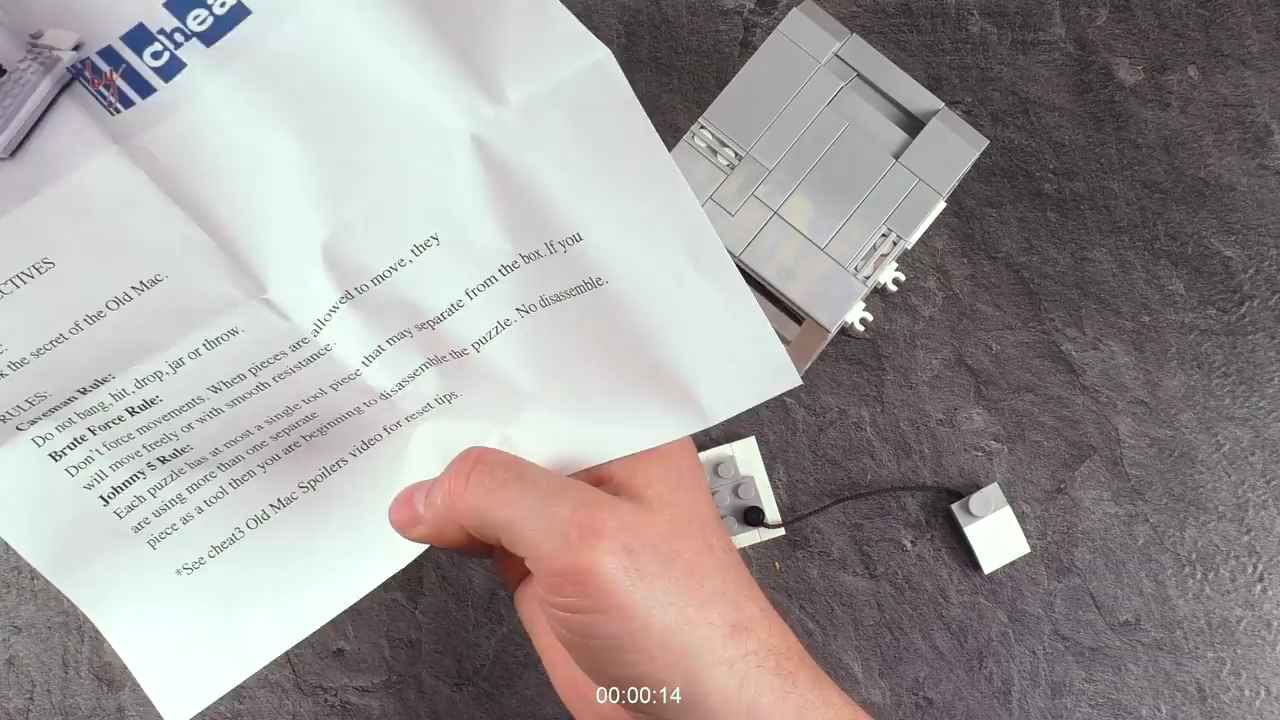 by chea
CTIVES
the secret of the Old Mac.
RULES:
Caveman Rule:
Do not bang, hit, drop, jar or throw.
Brute Force Rule:
Don't force movements. When pieces are allowed to move, they
will move freely or with smooth resistance.
Johnny 5 Rule:
Each puzzle has at most a single tool piece that may separate from the box.If you
are using more than one separate
piece as a tool then you are beginning to disassemble the puzzle. No disassemble.
*See cheat3 Old Mac Spoilers video for reset tips.
00:00:14